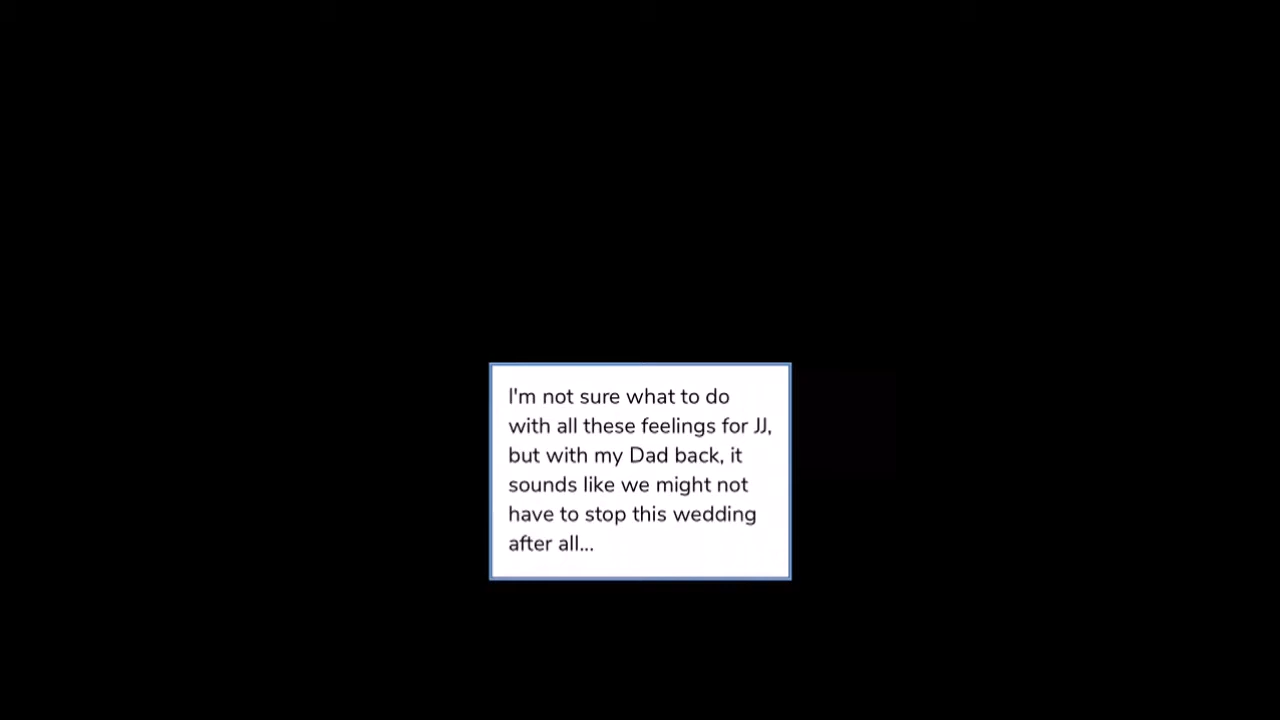 I'm not sure what to do
with all these feelings for JJ,
but with my Dad back, it
sounds like we might not
have to stop this wedding
after all...